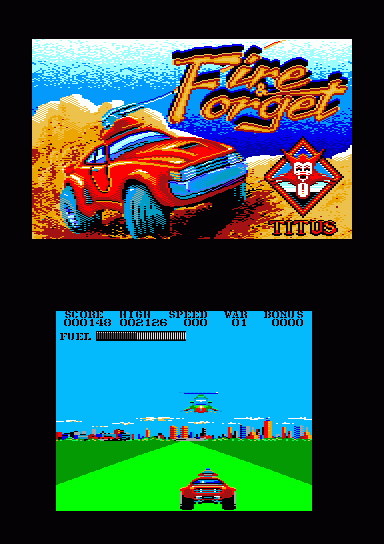 Fire
&
Forget
TITUS
SCORE HIGH SPEED WAR BONUS
000148 002126 000 01 0000
FUEL